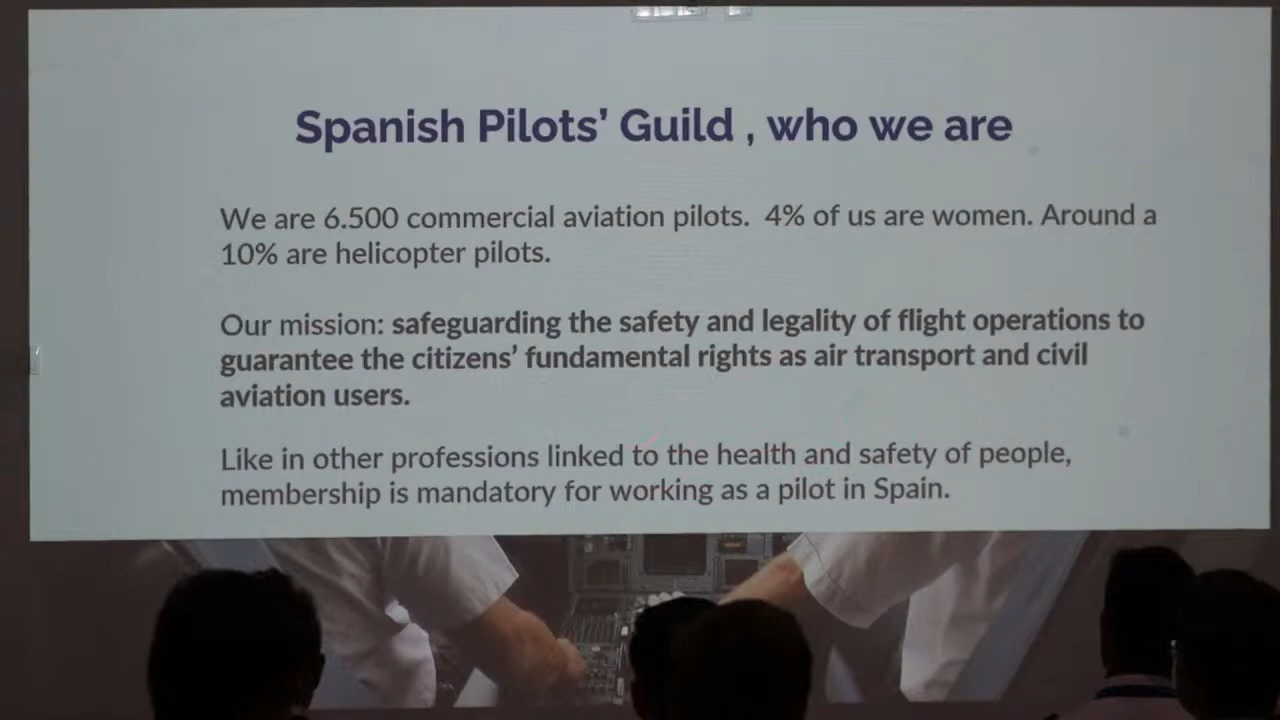 Spanish Pilots’ Guild , who we are
We are 6.500 commercial aviation pilots. 4% of us are women. Around a
10% are helicopter pilots.
Our mission: safeguarding the safety and legality of flight operations to
guarantee the citizens’ fundamental rights as air transport and civil
aviation users.
Like in other professions linked to the health and safety of people,
membership is mandatory for working as a pilot in Spain.